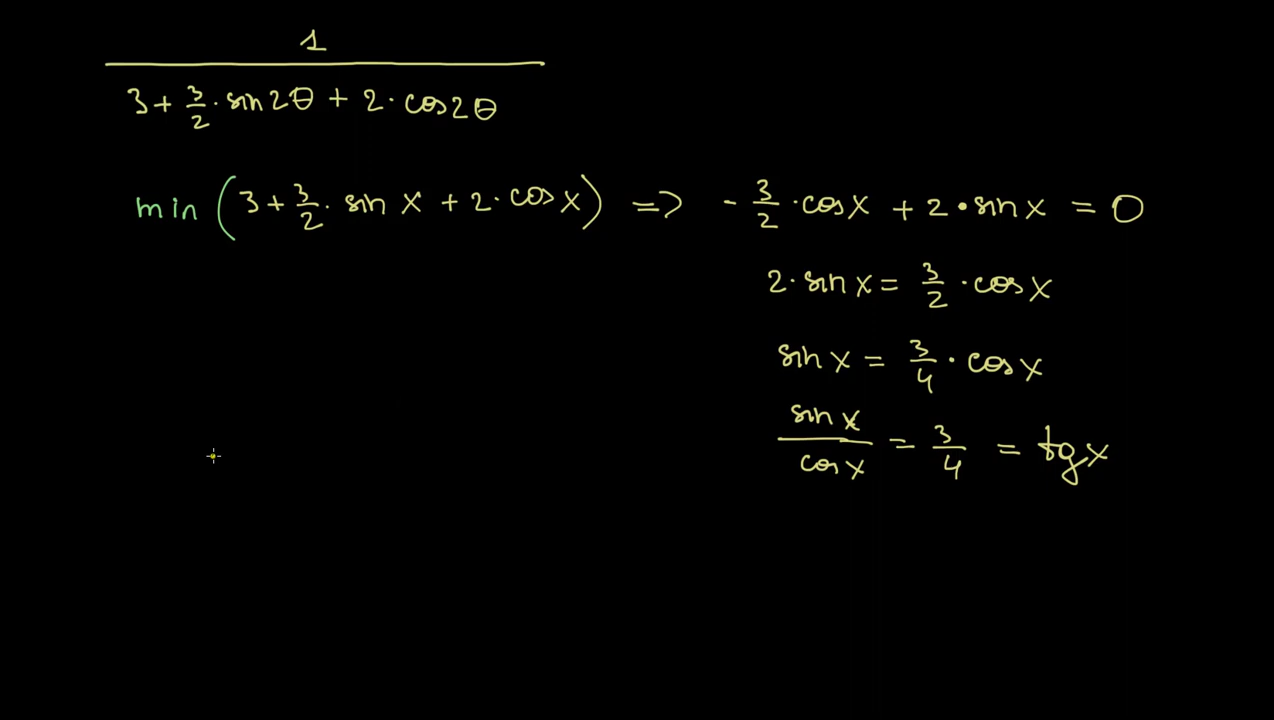 1
3 + 3/2 · sin 2θ + 2 · cos 2θ
min (3 + 3/2 · sin x + 2 · cos x) => - 3/2 · cos x + 2 · sin x = 0
2 · sin x = 3/2 · cos x
sin x = 3/4 · cos x
sin x / cos x = 3/4 = tg x